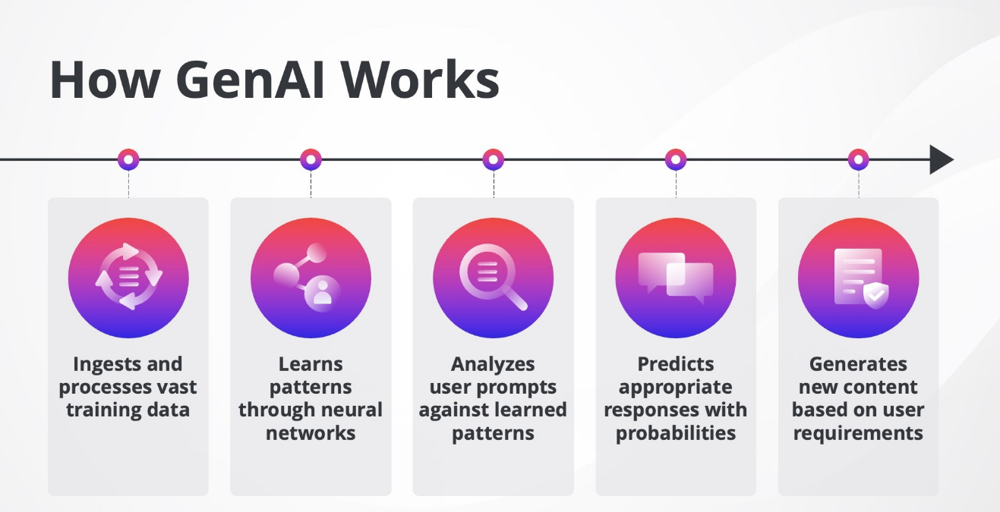 How GenAI Works
Ingests and
processes vast
training data
Learns
patterns
through neural
networks
Analyzes
user prompts
against learned
patterns
Predicts
appropriate
responses with
probabilities
Generates
new content
based on user
requirements